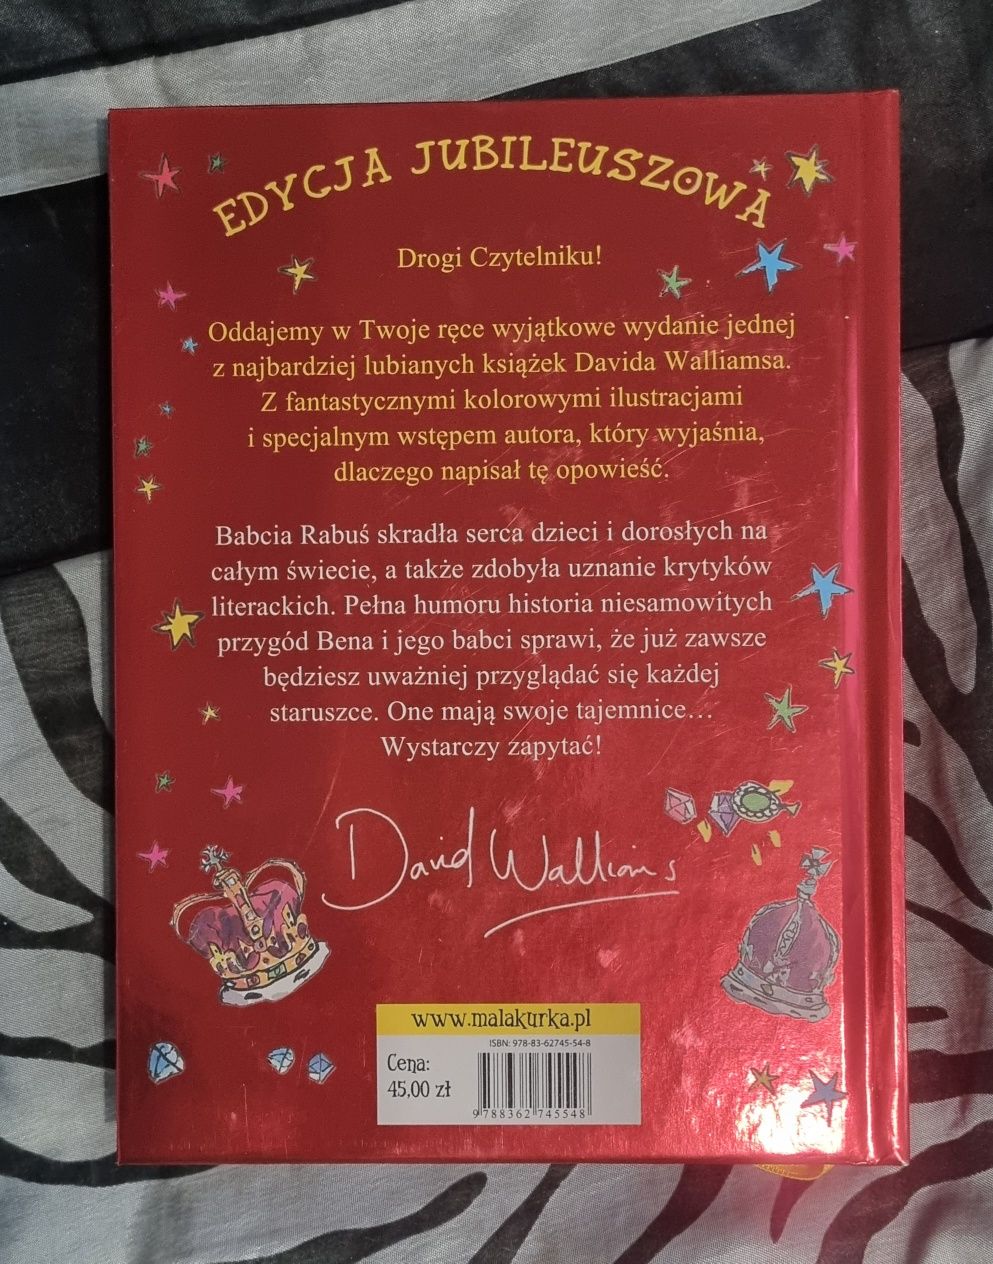 EDYCJA JUBILEUSZOWA
Drogi Czytelniku!
Oddajemy w Twoje ręce wyjątkowe wydanie jednej
z najbardziej lubianych książek Davida Walliamsa.
Z fantastycznymi kolorowymi ilustracjami
i specjalnym wstępem autora, który wyjaśnia,
dlaczego napisał tę opowieść.
Babcia Rabuś skradła serca dzieci i dorosłych na
całym świecie, a także zdobyła uznanie krytyków
literackich. Pełna humoru historia niesamowitych
przygód Bena i jego babci sprawi, że już zawsze
będziesz uważniej przyglądać się każdej
staruszce. One mają swoje tajemnice…
Wystarczy zapytać!
David Walliams
www.malakurka.pl
ISBN: 978-83-62745-54-8
Cena:
45,00 zł
9 788362 745548